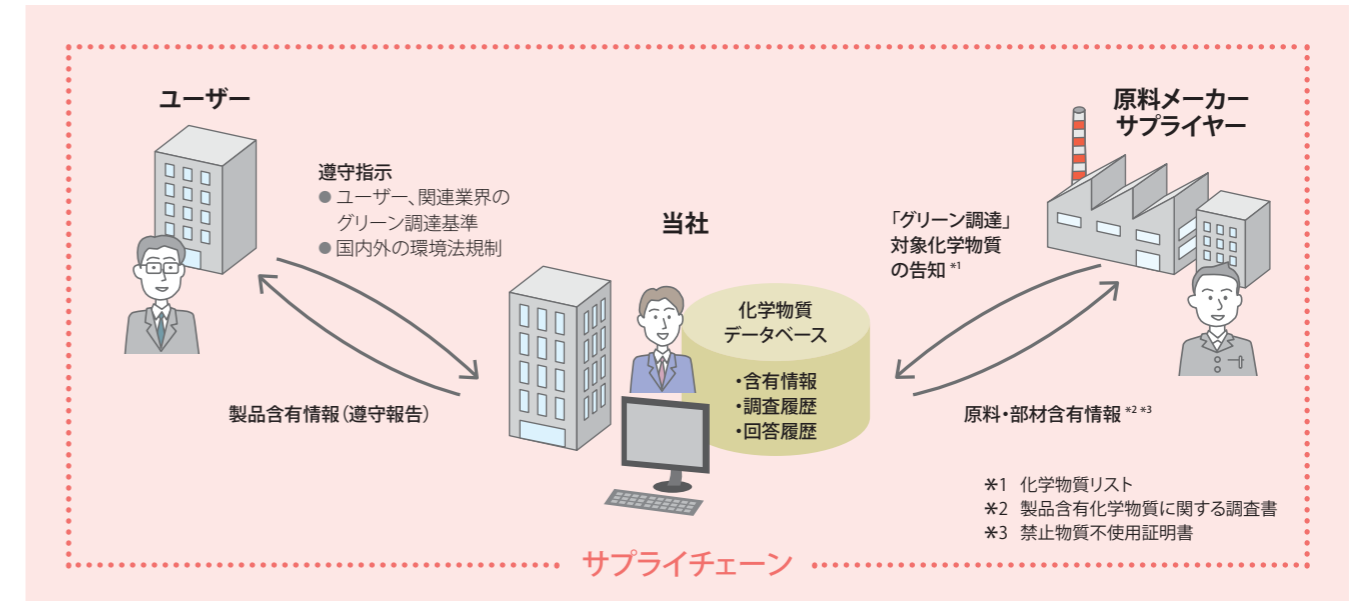 ユーザー
遵守指示
● ユーザー、関連業界の
グリーン調達基準
● 国内外の環境法規制
製品含有情報（遵守報告）
当社
化学物質
データベース
・含有情報
・調査履歴
・回答履歴
原料メーカー
サプライヤー
「グリーン調達」
対象化学物質
の告知 *1
原料・部材含有情報 *2 *3
*1 化学物質リスト
*2 製品含有化学物質に関する調査書
*3 禁止物質不使用証明書
サプライチェーン